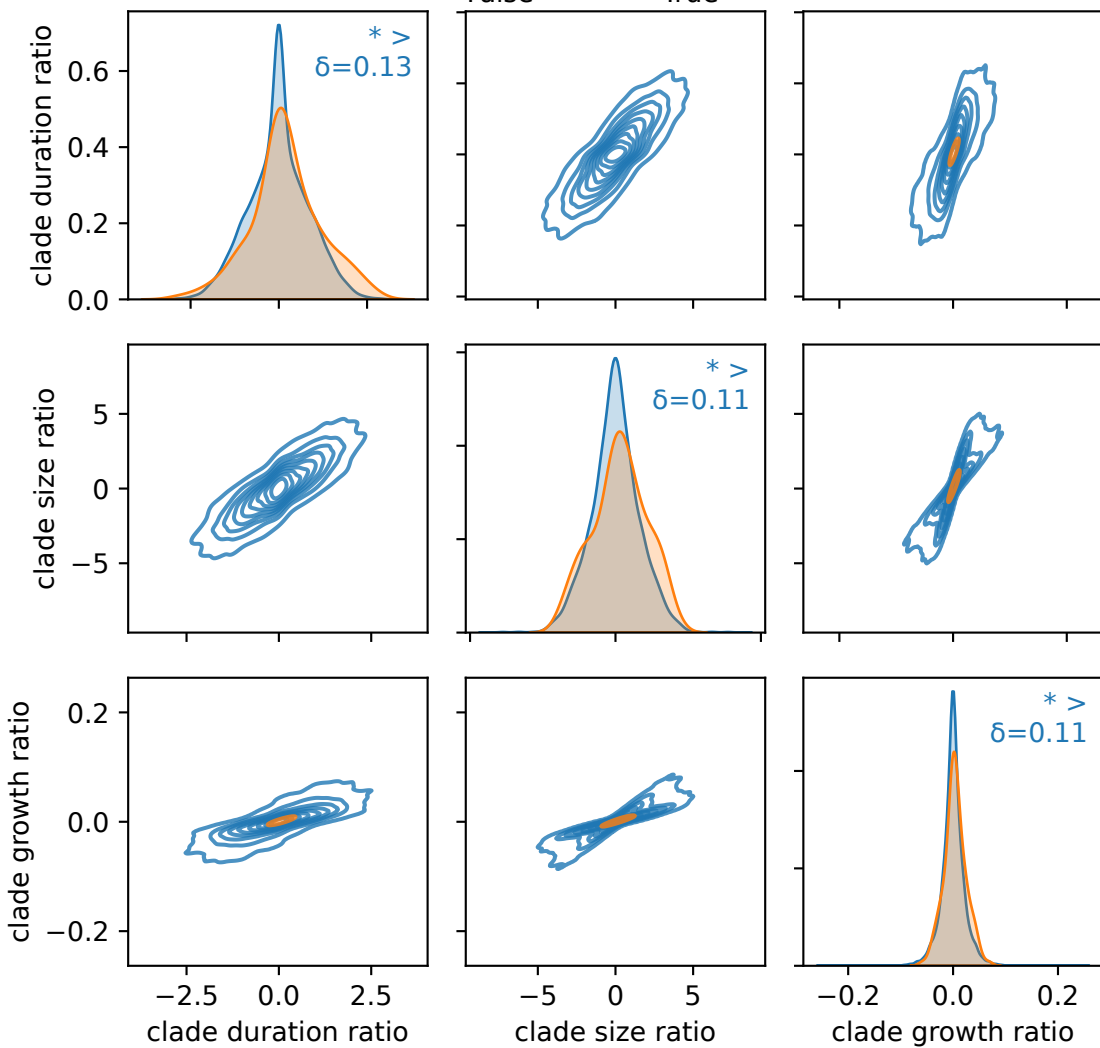 clade duration ratio
0.6
0.4
0.2
0.0
* >
δ=0.13
clade size ratio
5
0
−5
* >
δ=0.11
clade growth ratio
0.2
0.0
−0.2
* >
δ=0.11
−2.5 0.0 2.5
−5 0 5
−0.2 0.0 0.2
clade duration ratio
clade size ratio
clade growth ratio